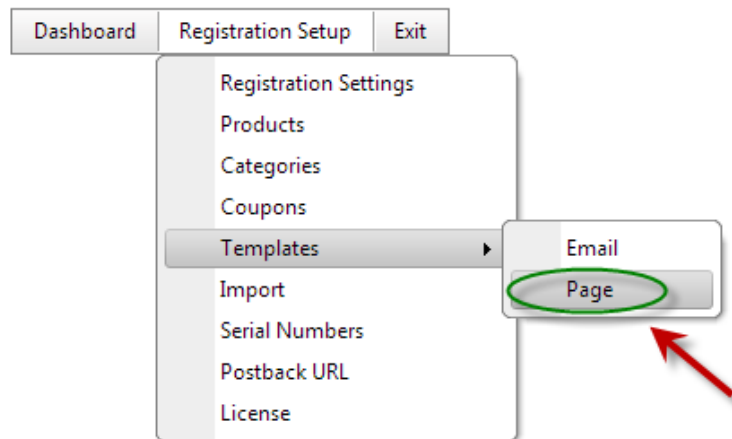 Dashboard Registration Setup Exit
Registration Settings
Products
Categories
Coupons
Templates
Email
Page
Import
Serial Numbers
Postback URL
License